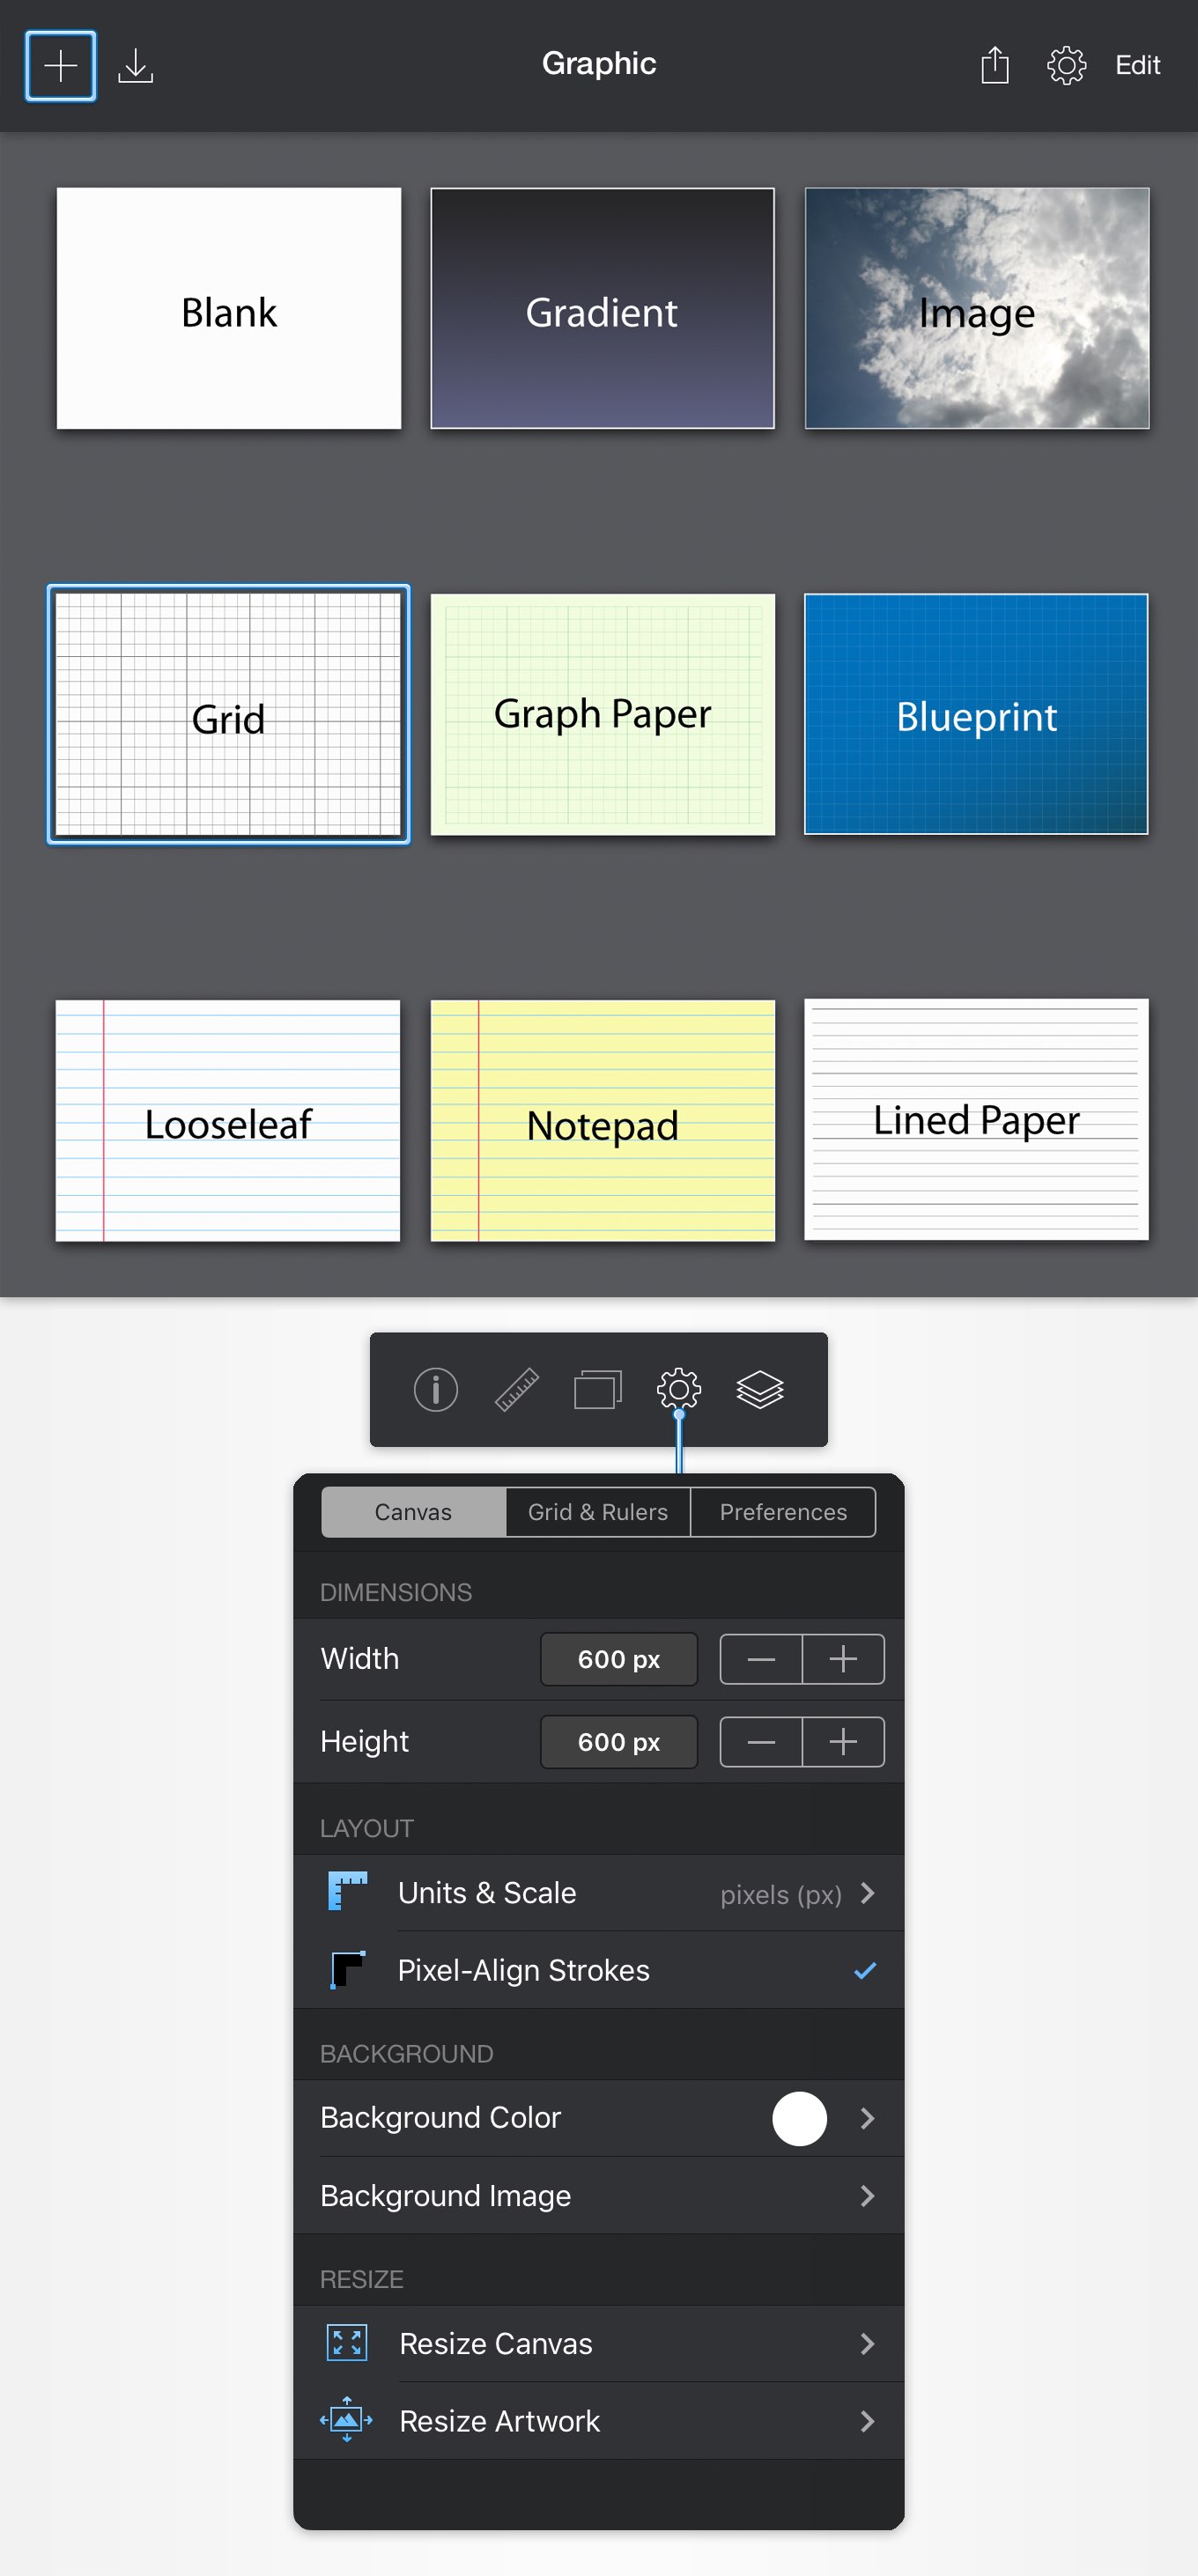 Graphic
Edit
Blank
Gradient
Image
Grid
Graph Paper
Blueprint
Looseleaf
Notepad
Lined Paper
Canvas
Grid & Rulers
Preferences
DIMENSIONS
Width 600 px
Height 600 px
LAYOUT
Units & Scale pixels (px)
Pixel-Align Strokes
BACKGROUND
Background Color
Background Image
RESIZE
Resize Canvas
Resize Artwork